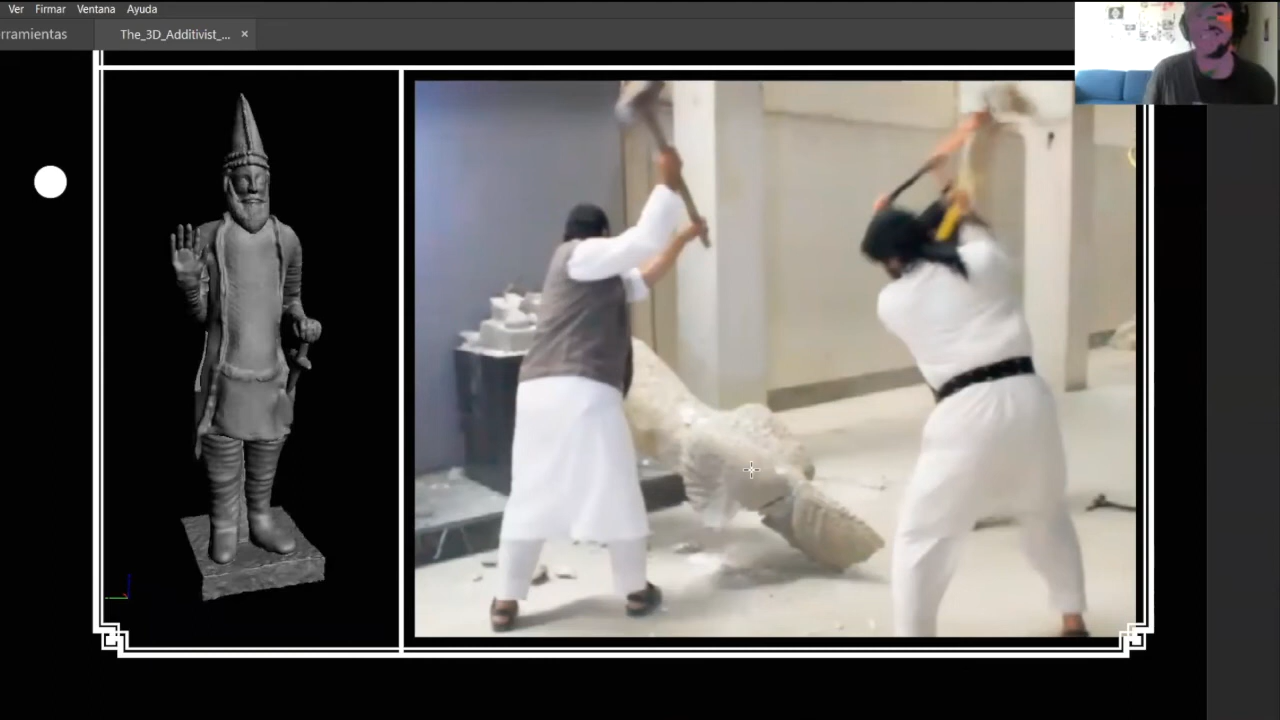 Ver Firmar Ventana Ayuda
rramientas The_3D_Additivist_... ×